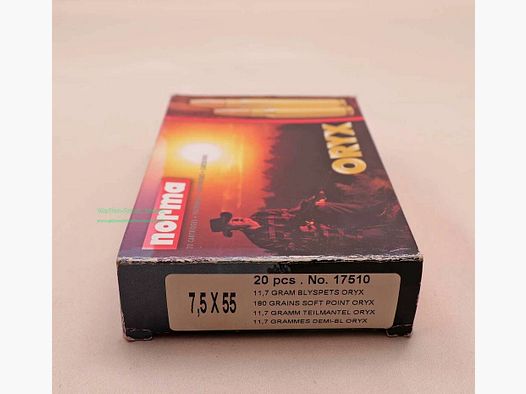 ORYX
norma
7,5 X 55
20 pcs . No. 17510
11,7 GRAM BLYSPETS ORYX
180 GRAINS SOFT POINT ORYX
11,7 GRAMM TEILMANTEL ORYX
11,7 GRAMMES DEMI-BL ORYX